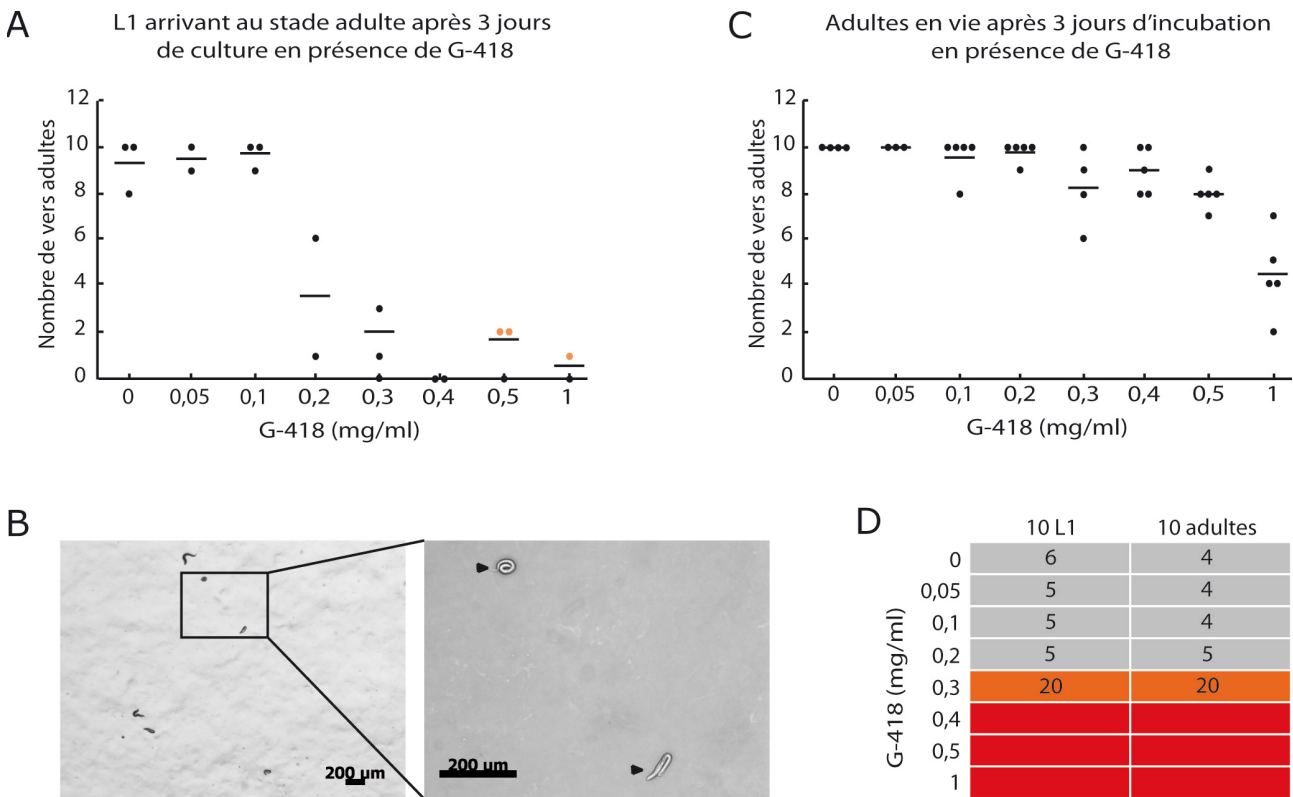 A
L1 arrivant au stade adulte après 3 jours
de culture en présence de G-418
Nombre de vers adultes
12
10
8
6
4
2
0
0 0,05 0,1 0,2 0,3 0,4 0,5 1
G-418 (mg/ml)
C
Adultes en vie après 3 jours d'incubation
en présence de G-418
Nombre de vers adultes
12
10
8
6
4
2
0
0 0,05 0,1 0,2 0,3 0,4 0,5 1
G-418 (mg/ml)
B
200 µm
200 µm
D
10 L1 10 adultes
G-418 (mg/ml)
0 6 4
0,05 5 4
0,1 5 4
0,2 5 5
0,3 20 20
0,4
0,5
1